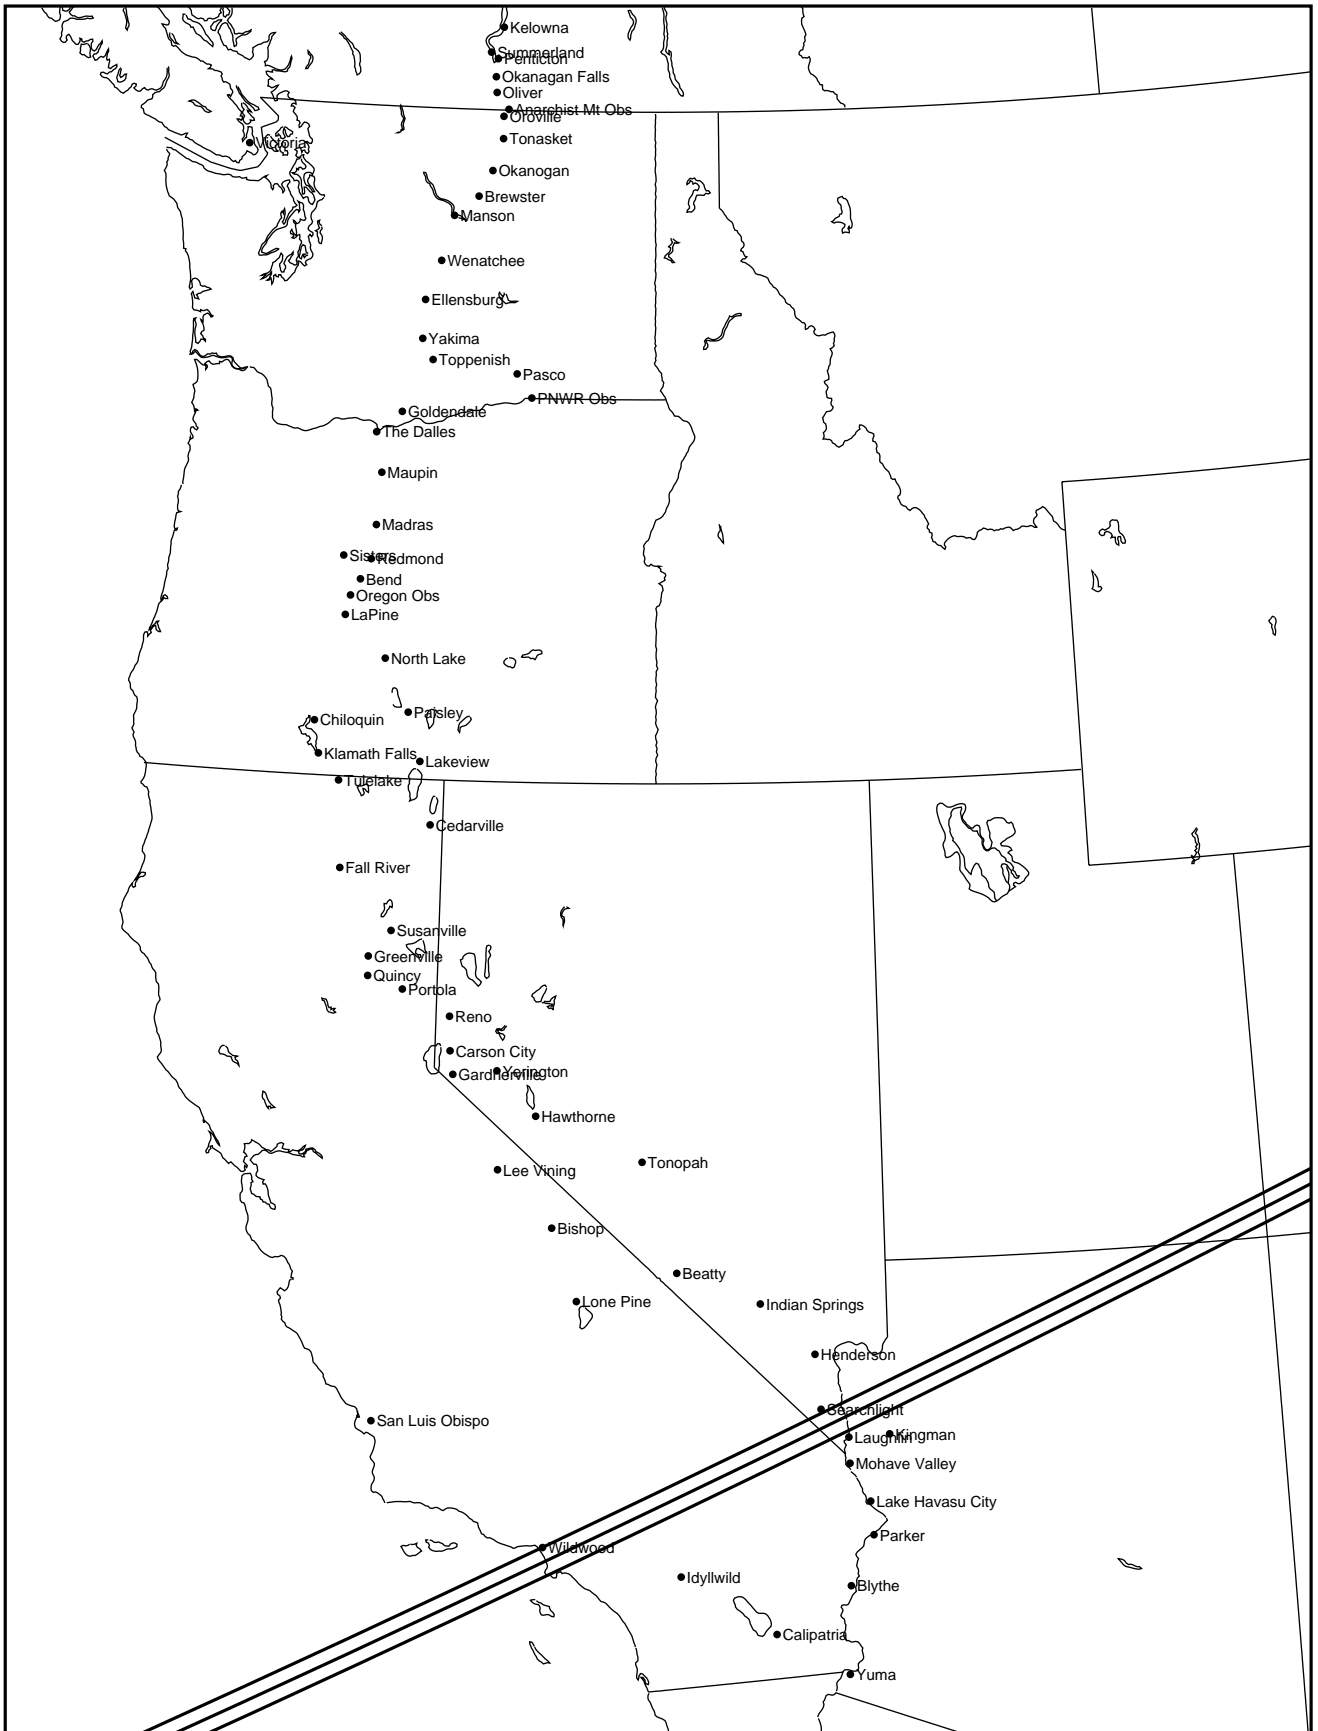 Kelowna
Summerland
Penticton
Okanagan Falls
Oliver
Anarchist Mt Obs
Oroville
Tonasket
Victoria
Okanogan
Brewster
Manson
Wenatchee
Ellensburg
Yakima
Toppenish
Pasco
PNWR Obs
Goldendale
The Dalles
Maupin
Madras
Sisters
Redmond
Bend
Oregon Obs
LaPine
North Lake
Paisley
Chiloquin
Klamath Falls
Lakeview
Tulelake
Cedarville
Fall River
Susanville
Greenville
Quincy
Portola
Reno
Carson City
Yerington
Gardnerville
Hawthorne
Tonopah
Lee Vining
Bishop
Beatty
Lone Pine
Indian Springs
Henderson
Searchlight
San Luis Obispo
Kingman
Laughlin
Mohave Valley
Lake Havasu City
Parker
Wildwood
Idyllwild
Blythe
Calipatria
Yuma